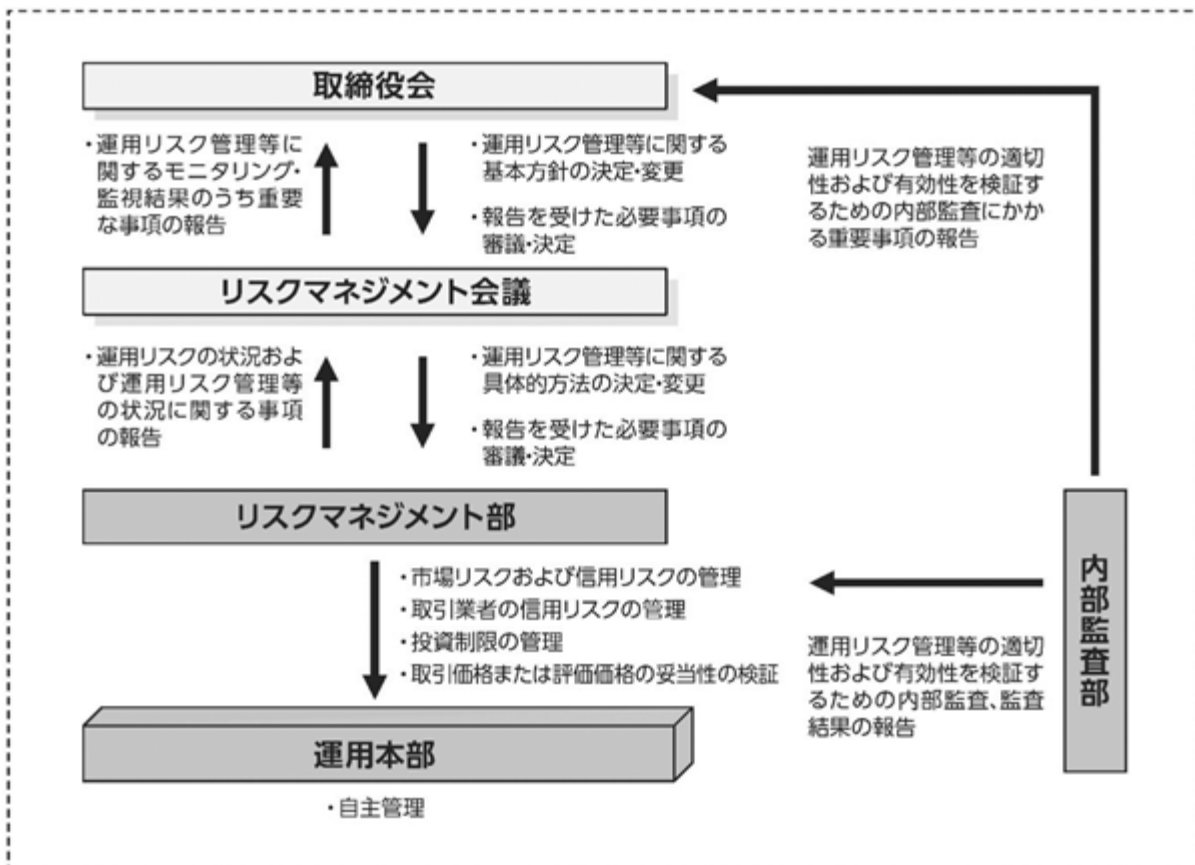 取締役会
・運用リスク管理等に
関するモニタリング・
監視結果のうち重要
な事項の報告
・運用リスク管理等に関する
基本方針の決定・変更
・報告を受けた必要事項の
審議・決定
運用リスク管理等の適切
性および有効性を検証す
るための内部監査にかか
る重要事項の報告
リスクマネジメント会議
・運用リスクの状況およ
び運用リスク管理等
の状況に関する事項
の報告
・運用リスク管理等に関する
具体的方法の決定・変更
・報告を受けた必要事項の
審議・決定
リスクマネジメント部
・市場リスクおよび信用リスクの管理
・取引業者の信用リスクの管理
・投資制限の管理
・取引価格または評価価格の妥当性の検証
運用リスク管理等の適切
性および有効性を検証す
るための内部監査、監査
結果の報告
内部監査部
運用本部
・自主管理